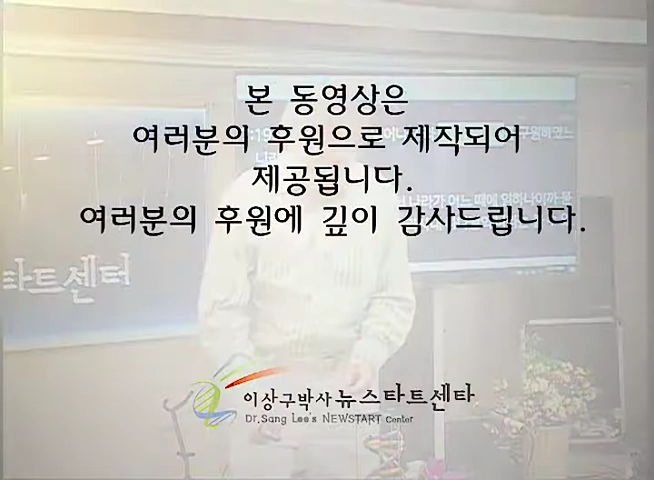 본 동영상은
여러분의 후원으로 제작되어
제공됩니다.
여러분의 후원에 깊이 감사드립니다.
타트센터
이상구박사 뉴스타트센타
Dr.Sang Lee's NEWSTART Center